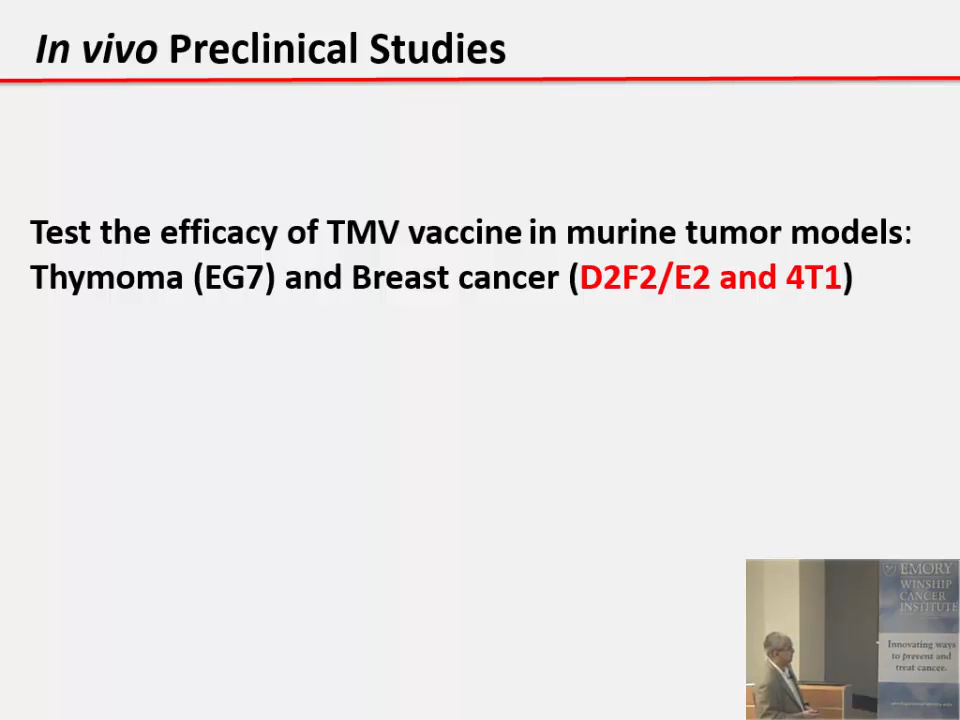 In vivo Preclinical Studies
Test the efficacy of TMV vaccine in murine tumor models:
Thymoma (EG7) and Breast cancer (D2F2/E2 and 4T1)
EMORY
WINSHIP
CANCER
INSTITUTE
Innovating ways
to prevent and
treat cancer.